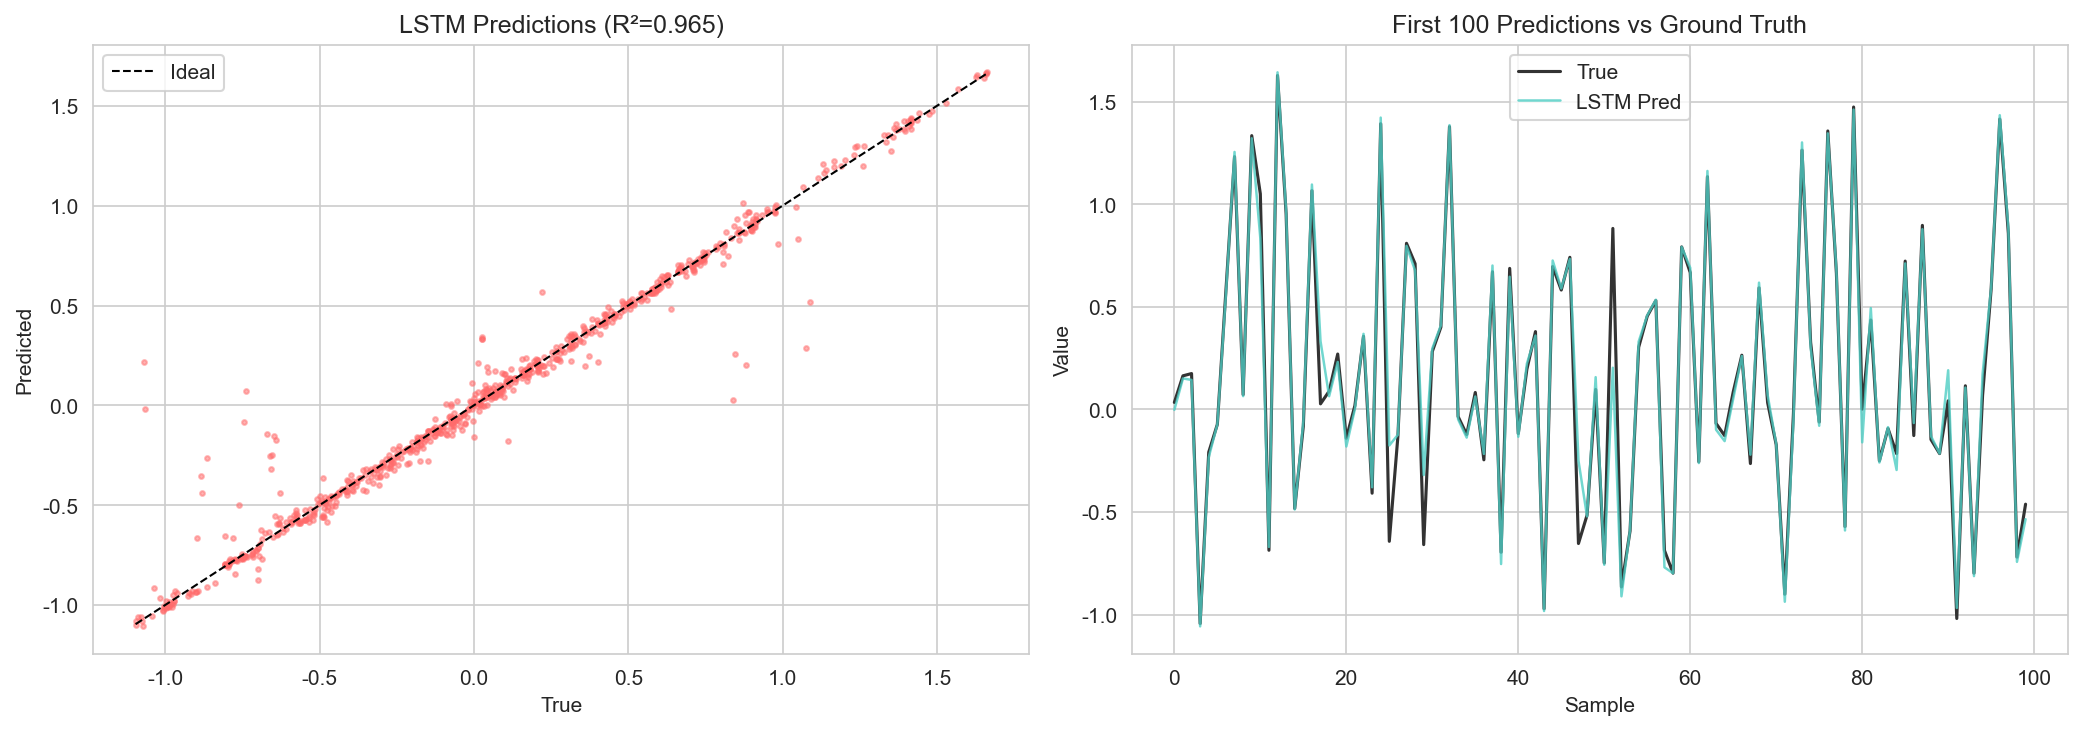 LSTM Predictions (R²=0.965)
Ideal
Predicted
1.5
1.0
0.5
0.0
-0.5
-1.0
-1.0 -0.5 0.0 0.5 1.0 1.5
True
First 100 Predictions vs Ground Truth
True
LSTM Pred
Value
1.5
1.0
0.5
0.0
-0.5
-1.0
0 20 40 60 80 100
Sample